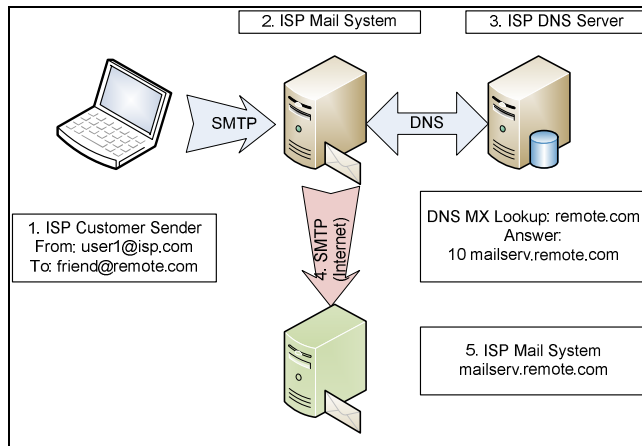 2. ISP Mail System
3. ISP DNS Server
SMTP
DNS
1. ISP Customer Sender
From: user1@isp.com
To: friend@remote.com
4. SMTP
(Internet)
DNS MX Lookup: remote.com
Answer:
10 mailserv.remote.com
5. ISP Mail System
mailserv.remote.com